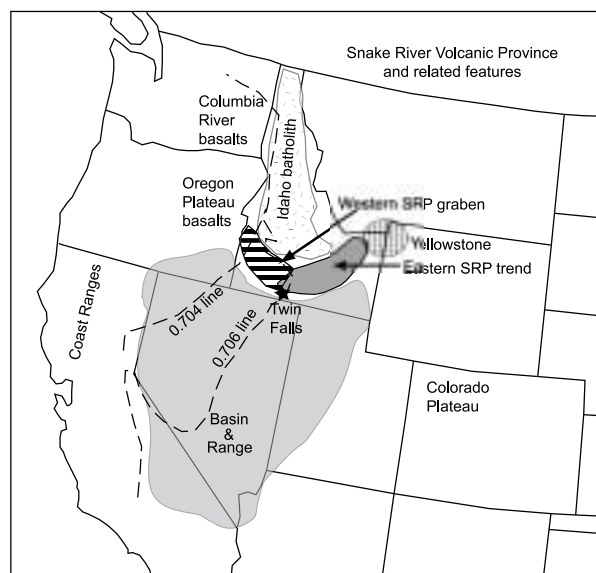 Snake River Volcanic Province
and related features
Columbia
River
basalts
Idaho batholith
Oregon
Plateau
basalts
Western SRP graben
Yellowstone
Eastern SRP trend
Coast Ranges
0.704 line
0.706 line
Twin
Falls
Colorado
Plateau
Basin
&
Range